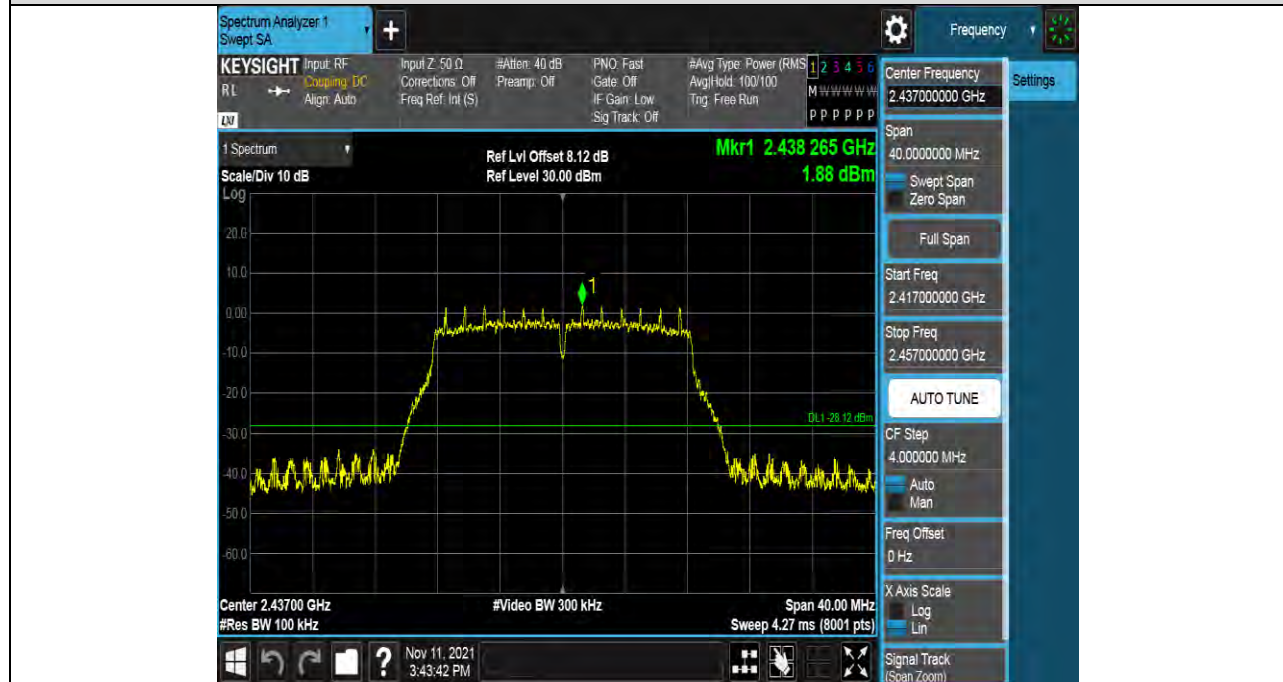 Spectrum Analyzer 1
Swept SA
+
Frequency
KEYSIGHT
RL
LXI
Input: RF
Coupling: DC
Align: Auto
Input Z: 50 Ω
Corrections: Off
Freq Ref: Int (S)
#Atten: 40 dB
Preamp: Off
PNO: Fast
Gate: Off
IF Gain: Low
Sig Track: Off
#Avg Type: Power (RMS
Avg|Hold: 100/100
Trig: Free Run
1 2 3 4 5 6
M W W W W W
P P P P P P
1 Spectrum
Scale/Div 10 dB
Log
Ref Lvl Offset 8.12 dB
Ref Level 30.00 dBm
Mkr1 2.438 265 GHz
1.88 dBm
20.0
10.0
0.00
-10.0
-20.0
-30.0
-40.0
-50.0
-60.0
1
DL1 -28.12 dBm
Center 2.43700 GHz
#Res BW 100 kHz
#Video BW 300 kHz
Span 40.00 MHz
Sweep 4.27 ms (8001 pts)
?
Nov 11, 2021
3:43:42 PM
Center Frequency
2.437000000 GHz
Settings
Span
40.0000000 MHz
Swept Span
Zero Span
Full Span
Start Freq
2.417000000 GHz
Stop Freq
2.457000000 GHz
AUTO TUNE
CF Step
4.000000 MHz
Auto
Man
Freq Offset
0 Hz
X Axis Scale
Log
Lin
Signal Track
(Span Zoom)